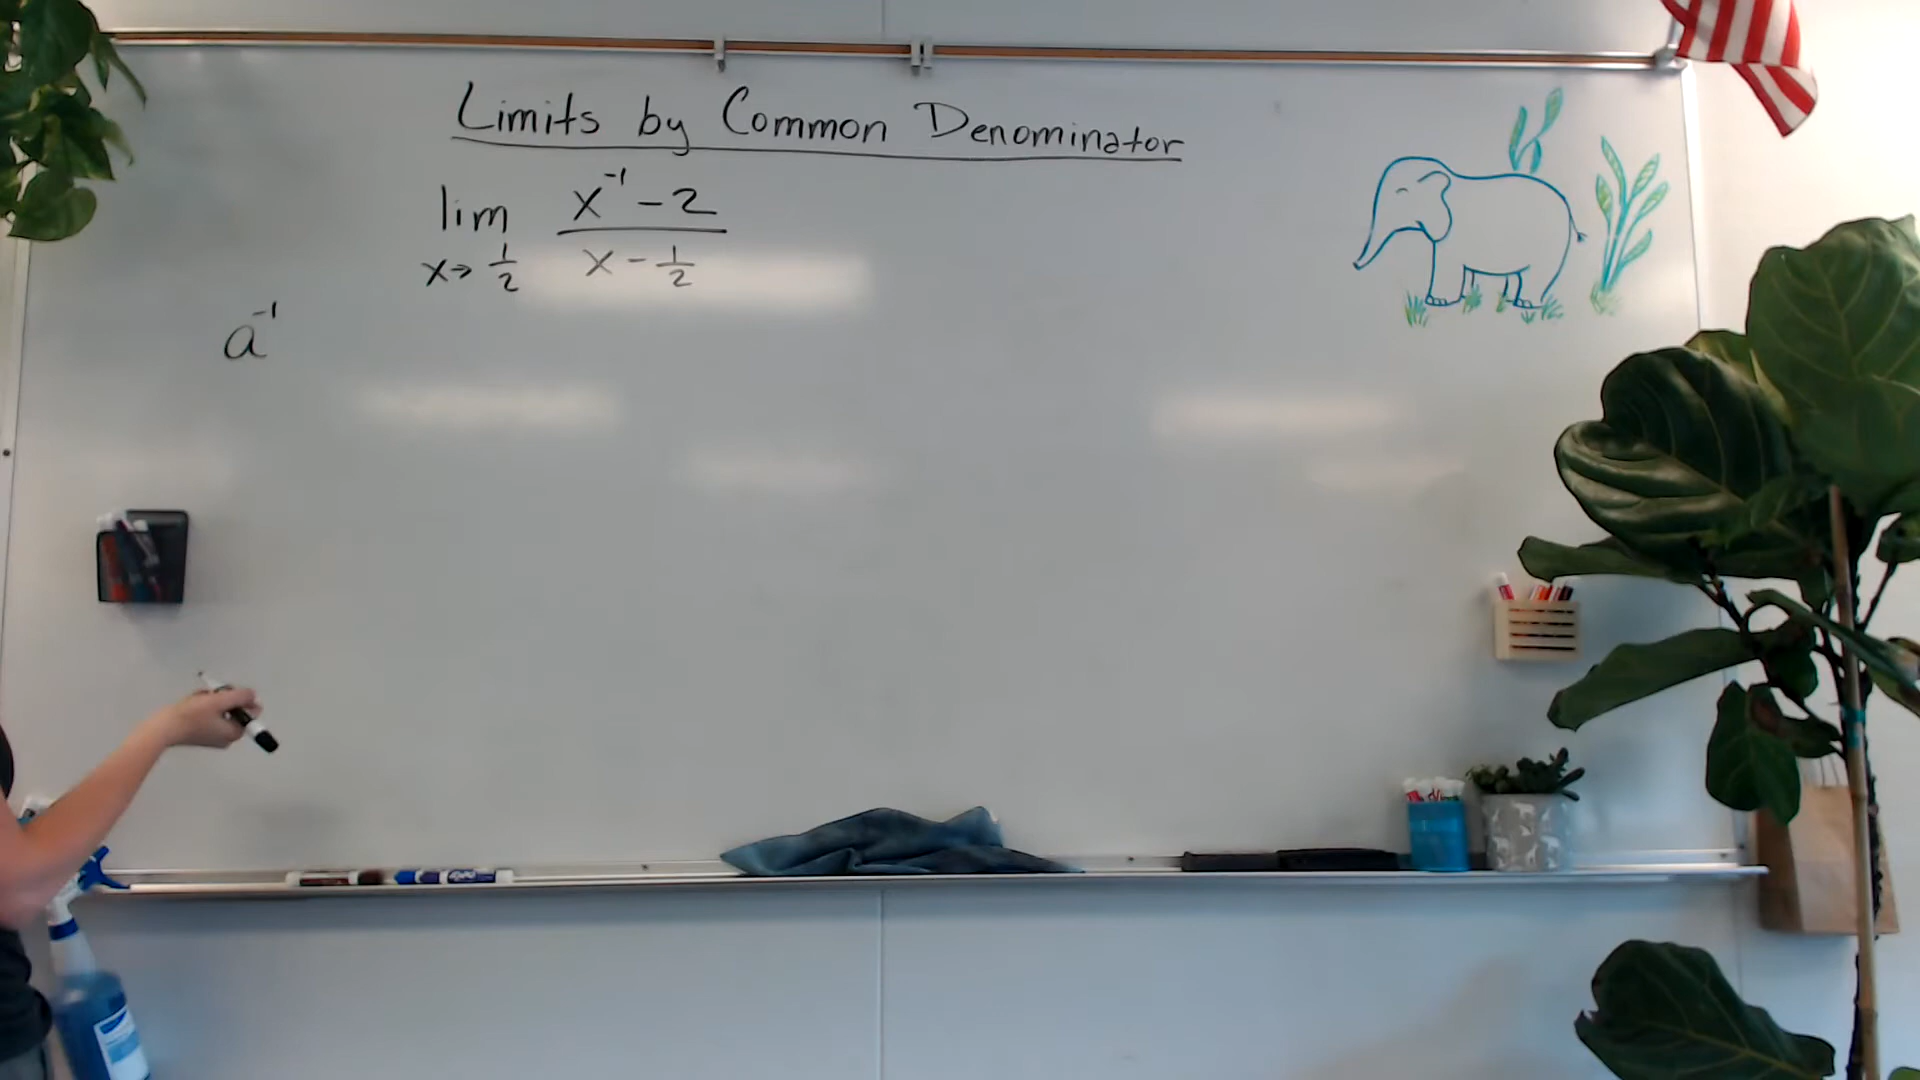 Limits by Common Denominator
lim x→1/2 (x⁻¹ - 2)/(x - 1/2)
a⁻¹